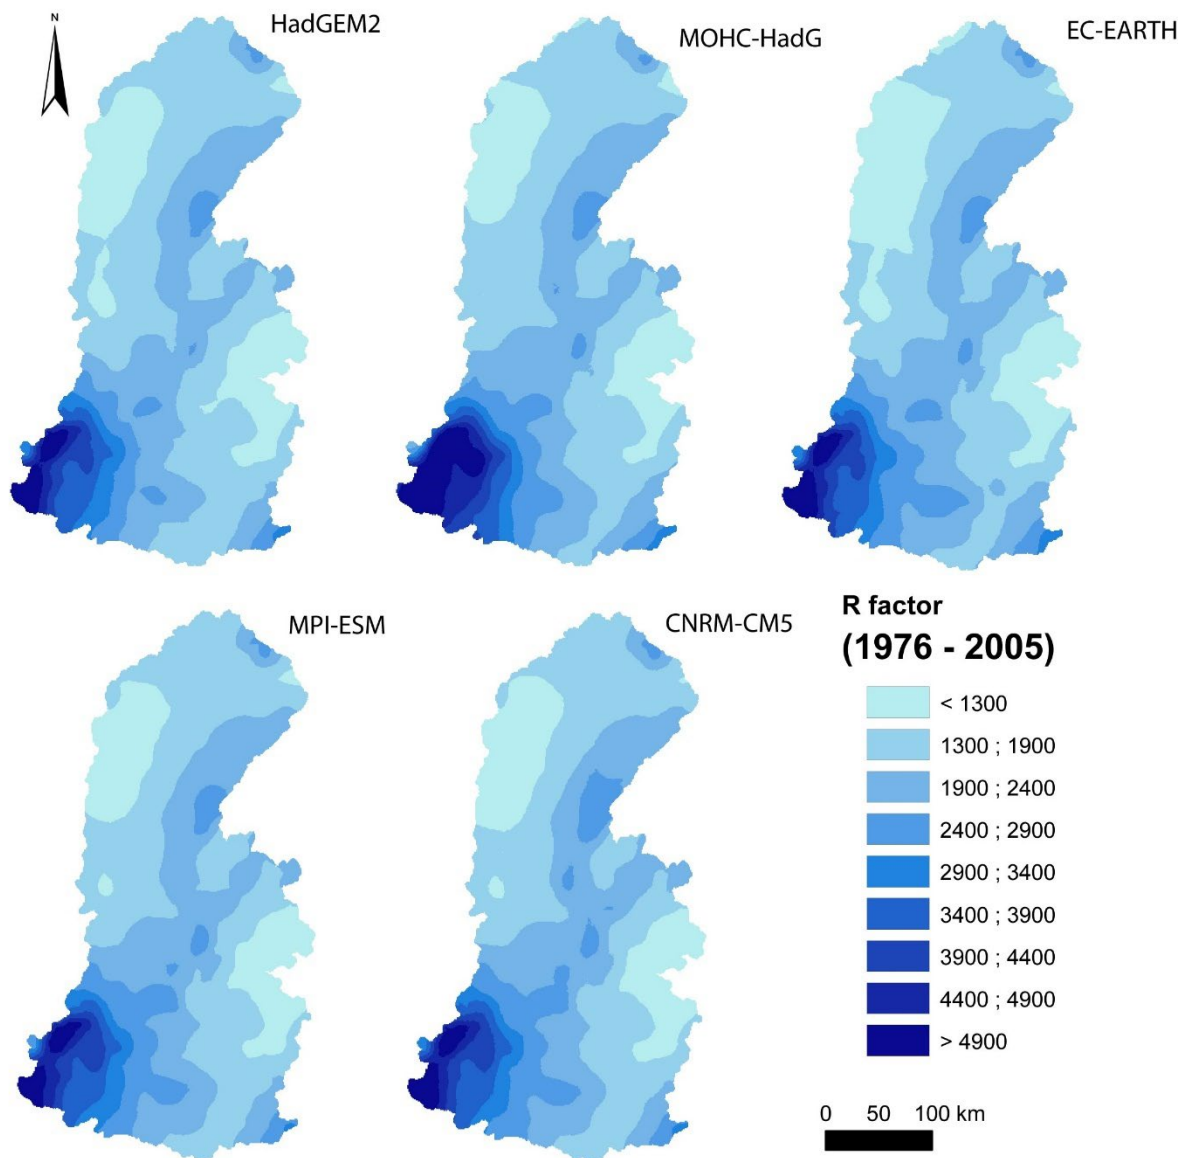 N
HadGEM2
MOHC-HadG
EC-EARTH
MPI-ESM
CNRM-CM5
R factor
(1976 - 2005)
< 1300
1300 ; 1900
1900 ; 2400
2400 ; 2900
2900 ; 3400
3400 ; 3900
3900 ; 4400
4400 ; 4900
> 4900
0 50 100 km